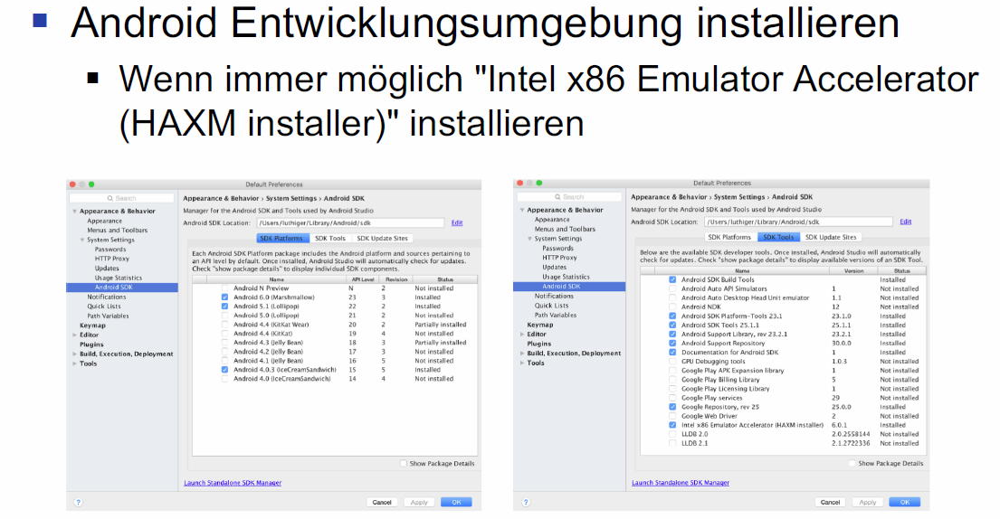 Android Entwicklungsumgebung installieren
Wenn immer möglich "Intel x86 Emulator Accelerator
(HAXM installer)" installieren
Default Preferences
Search
Appearance & Behavior
Appearance
Menus and Toolbars
System Settings
Passwords
HTTP Proxy
Updates
Usage Statistics
Android SDK
Notifications
Quick Lists
Path Variables
Keymap
Editor
Plugins
Build, Execution, Deployment
Tools
Appearance & Behavior › System Settings › Android SDK
Manager for the Android SDK and Tools used by Android Studio
Android SDK Location: /Users/luthiger/Library/Android/sdk Edit
SDK Platforms SDK Tools SDK Update Sites
Each Android SDK Platform package includes the Android platform and sources pertaining to
an API level by default. Once installed, Android Studio will automatically check for updates.
Check "show package details" to display individual SDK components.
Name API Level Revision Status
Android N Preview N 2 Not installed
Android 6.0 (Marshmallow) 23 3 Installed
Android 5.1 (Lollipop) 22 2 Installed
Android 5.0 (Lollipop) 21 2 Not installed
Android 4.4 (KitKat Wear) 20 2 Partially installed
Android 4.4 (KitKat) 19 4 Not installed
Android 4.3 (Jelly Bean) 18 3 Partially installed
Android 4.2 (Jelly Bean) 17 3 Not installed
Android 4.1 (Jelly Bean) 16 5 Not installed
Android 4.0.3 (IceCreamSandwich) 15 5 Installed
Android 4.0 (IceCreamSandwich) 14 4 Not installed
Show Package Details
Launch Standalone SDK Manager
? Cancel Apply OK
Default Preferences
Search
Appearance & Behavior
Appearance
Menus and Toolbars
System Settings
Passwords
HTTP Proxy
Updates
Usage Statistics
Android SDK
Notifications
Quick Lists
Path Variables
Keymap
Editor
Plugins
Build, Execution, Deployment
Tools
Appearance & Behavior › System Settings › Android SDK
Manager for the Android SDK and Tools used by Android Studio
Android SDK Location: /Users/luthiger/Library/Android/sdk Edit
SDK Platforms SDK Tools SDK Update Sites
Below are the available SDK developer tools. Once installed, Android Studio will automatically
check for updates. Check "show package details" to display available versions of an SDK Tool.
Name Version Status
Android SDK Build Tools Installed
Android Auto API Simulators 1 Not installed
Android Auto Desktop Head Unit emulator 1.1 Not installed
Android NDK 12 Not installed
Android SDK Platform-Tools 23.1 23.1.0 Installed
Android SDK Tools 25.1.1 25.1.1 Installed
Android Support Library, rev 23.2.1 23.2.1 Installed
Android Support Repository 30.0.0 Installed
Documentation for Android SDK 1 Installed
GPU Debugging tools 1.0.3 Not installed
Google Play APK Expansion library 1 Not installed
Google Play Billing Library 5 Not installed
Google Play Licensing Library 1 Not installed
Google Play services 29 Not installed
Google Repository, rev 25 25.0.0 Installed
Google Web Driver 2 Not installed
Intel x86 Emulator Accelerator (HAXM installer) 6.0.1 Installed
LLDB 2.0 2.0.2558144 Not installed
LLDB 2.1 2.1.2722336 Not installed
Show Package Details
Launch Standalone SDK Manager
? Cancel Apply OK